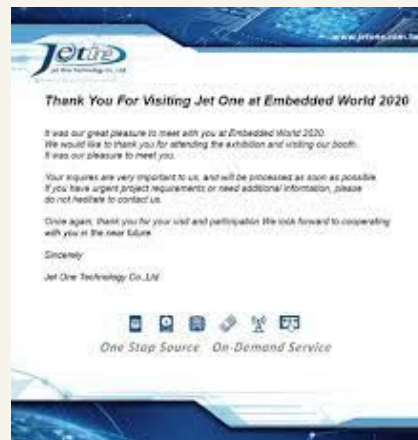 www.jetone.com.tw
Jet one
Jet One Technology Co., Ltd
Thank You For Visiting Jet One at Embedded World 2020
It was our great pleasure to meet with you at Embedded World 2020.
We would like to thank you for attending the exhibition and visiting our booth.
It was our pleasure to meet you.
Your inquires are very important to us, and will be processed as soon as possible.
If you have urgent project requirements or need additional information, please
do not hesitate to contact us.
Once again, thank you for your visit and participation We look forward to cooperating
with you in the near future
Sincerely
Jet One Technology Co.,Ltd
One Stop Source On-Demand Service